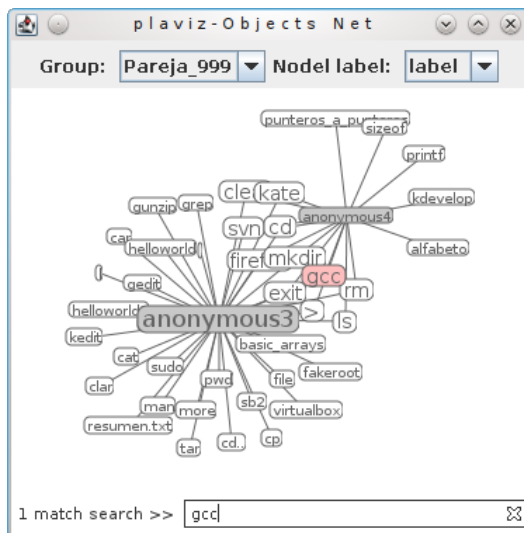 plaviz-Objects Net
Group: Pareja_999 Nodel label: label
punteros_a_punteros
sizeof
printf
kate
kdevelop
grep
gunzip
anonymous4
svn
cd
car
helloworld
alfabeto
mkdir
gcc
gedit
exit
rm
helloworld
>
ls
anonymous3
kedit
basic_arrays
cat
sudo
fakeroot
pwd
file
clar
sb2
man
more
virtualbox
resumen.txt
cd..
cp
tar
1 match search >> gcc